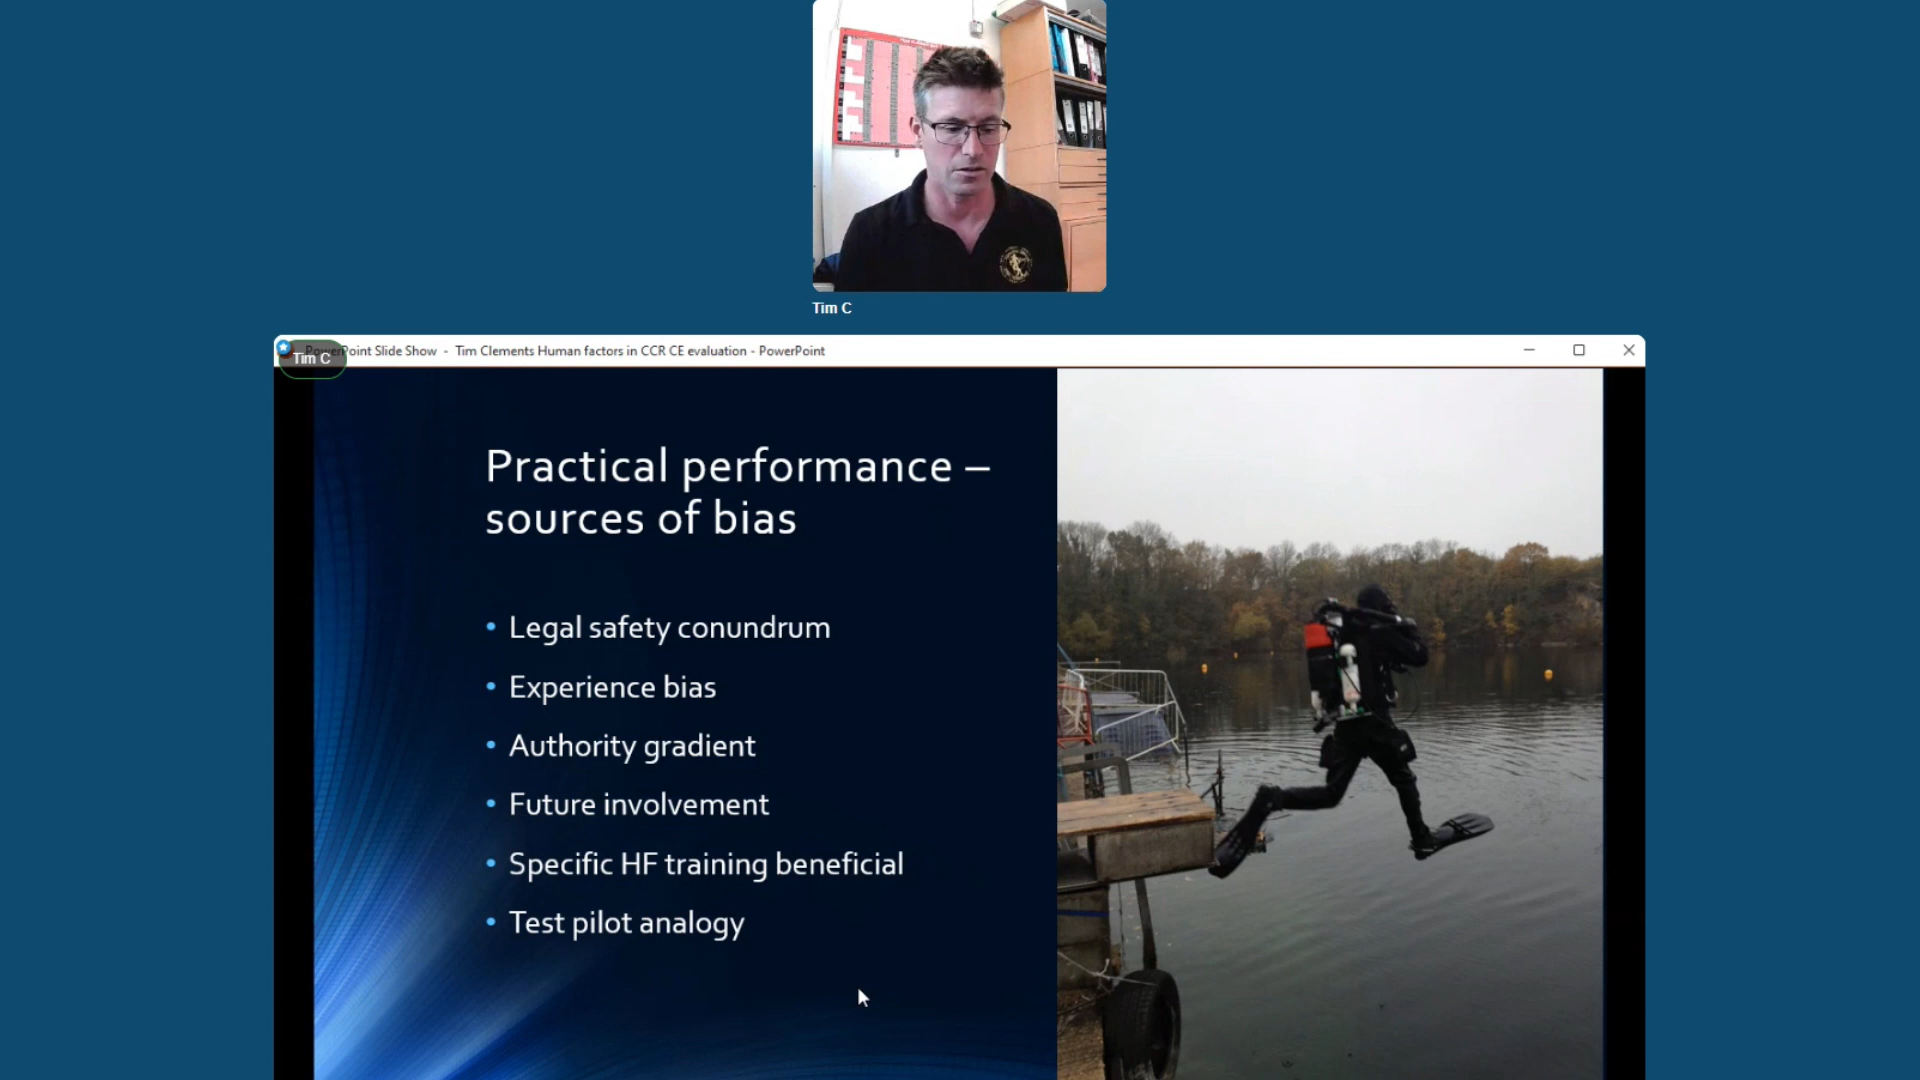 Tim C
PowerPoint Slide Show - Tim Clements Human factors in CCR CE evaluation - PowerPoint
Tim C
Practical performance –
sources of bias
• Legal safety conundrum
• Experience bias
• Authority gradient
• Future involvement
• Specific HF training beneficial
• Test pilot analogy